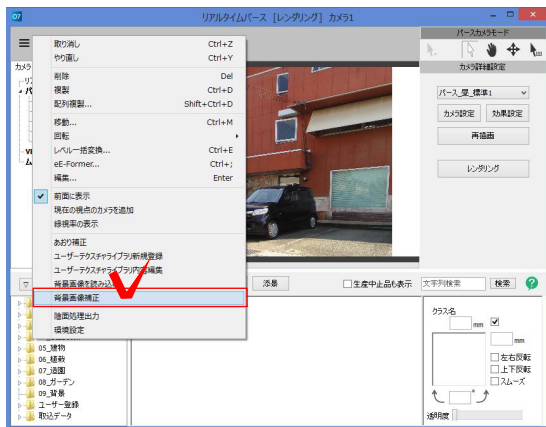 07 リアルタイムパース [レンダリング] カメラ1
カメラ
取り消し Ctrl+Z
やり直し Ctrl+Y
削除 Del
複製 Ctrl+D
配列複製... Shift+Ctrl+D
移動... Ctrl+M
回転
レベル一括変換... Ctrl+E
eE-Former... Ctrl+;
編集... Enter
前面に表示
現在の視点のカメラを追加
緑視率の表示
あおり補正
ユーザーテクスチャライブラリ新規登録
ユーザーテクスチャライブラリ内容編集
背景画像を読み込
背景画像補正
陰面処理出力
環境設定
パースカメラモード
カメラ詳細設定
パース_昼_標準1
カメラ設定 効果設定
再描画
レンダリング
添景 生産中止品も表示 文字列検索 検索 ?
05_建物
06_植栽
07_造園
08_ガーデン
09_背景
ユーザー登録
取込データ
クラス名
mm
mm
左右反転
上下反転
スムーズ
°
透明度